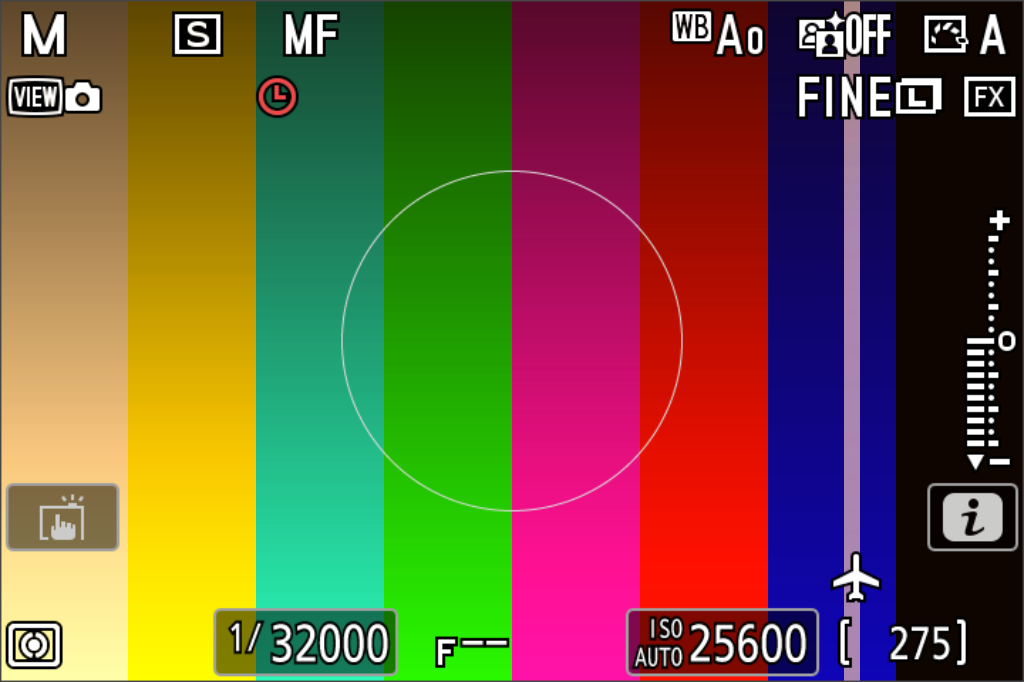 M S MF WB A0 OFF A
VIEW FINE L FX
+
0
−
i
1/32000 F-- ISO AUTO 25600 [ 275]